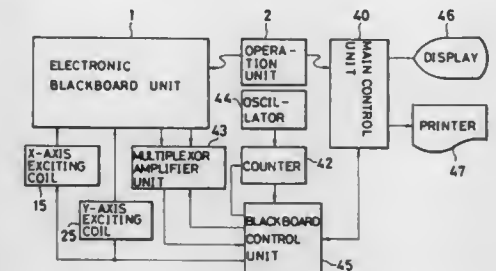 1
2
40
46
ELECTRONIC
BLACKBOARD UNIT
OPERA-
TION
UNIT
MAIN CONTROL
UNIT
DISPLAY
44
OSCIL-
LATOR
43
PRINTER
X-AXIS
EXCITING
COIL
MULTIPLEXOR
AMPLIFIER
UNIT
COUNTER
42
47
15
Y-AXIS
EXCITING
COIL
25
BLACKBOARD
CONTROL
UNIT
45